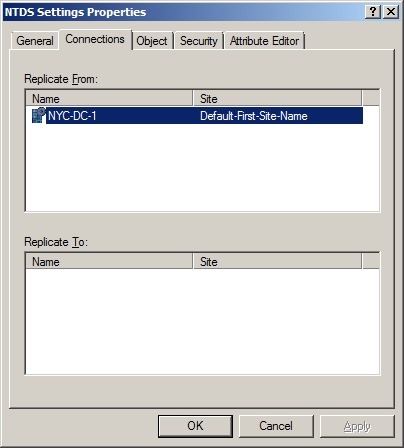 NTDS Settings Properties
General Connections Object Security Attribute Editor
Replicate From:
Name Site
NYC-DC-1 Default-First-Site-Name
Replicate To:
Name Site
OK Cancel Apply